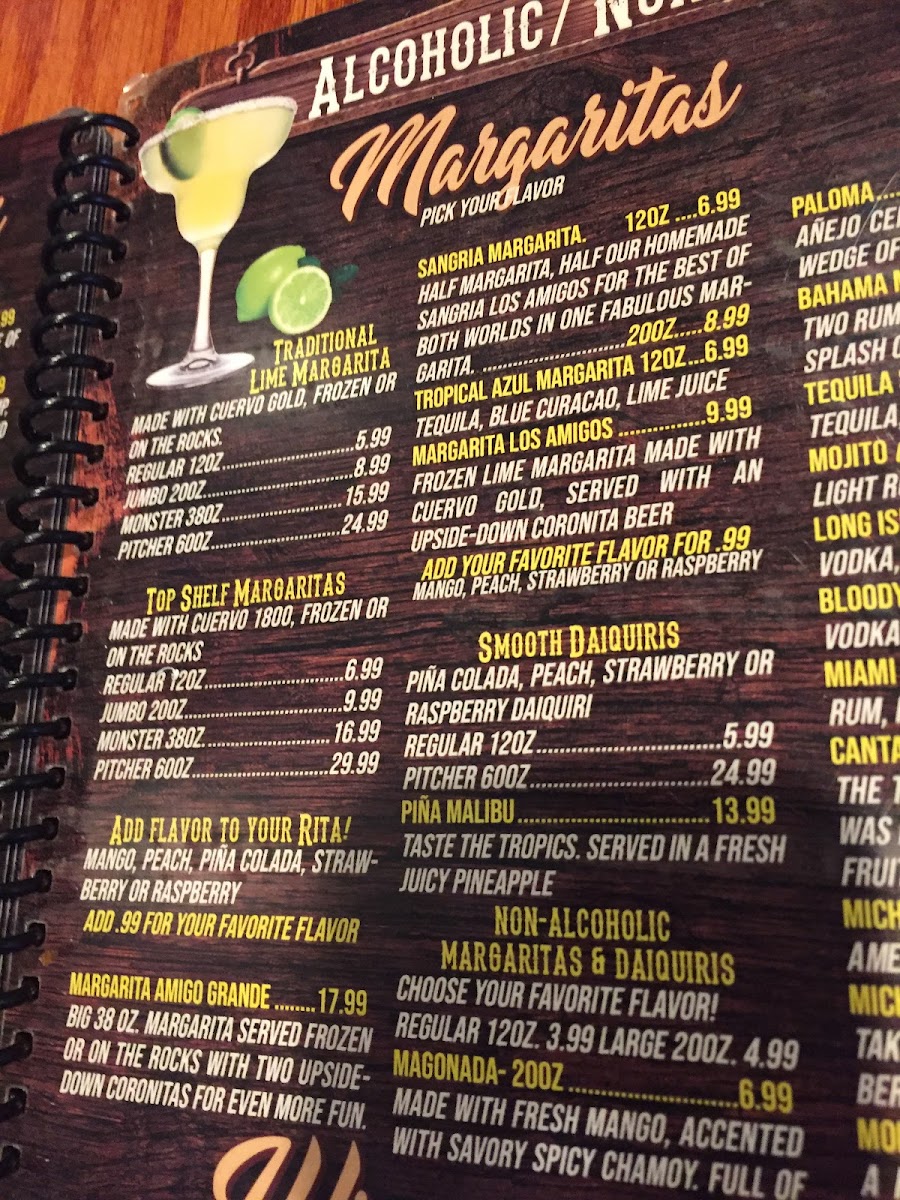 ALCOHOLIC/
Margaritas
PICK YOUR FLAVOR
TRADITIONAL
LIME MARGARITA
MADE WITH CUERVO GOLD, FROZEN OR
ON THE ROCKS.
REGULAR 12OZ..............................5.99
JUMBO 20OZ..............................8.99
MONSTER 38OZ..............................15.99
PITCHER 60OZ..............................24.99
TOP SHELF MARGARITAS
MADE WITH CUERVO 1800, FROZEN OR
ON THE ROCKS
REGULAR 12OZ..............................6.99
JUMBO 20OZ..............................9.99
MONSTER 38OZ..............................16.99
PITCHER 60OZ..............................29.99
ADD FLAVOR TO YOUR RITA!
MANGO, PEACH, PIÑA COLADA, STRAW-
BERRY OR RASPBERRY
ADD .99 FOR YOUR FAVORITE FLAVOR
MARGARITA AMIGO GRANDE ........17.99
BIG 38 OZ. MARGARITA SERVED FROZEN
OR ON THE ROCKS WITH TWO UPSIDE-
DOWN CORONITAS FOR EVEN MORE FUN.
SANGRIA MARGARITA. 12OZ ....6.99
HALF MARGARITA, HALF OUR HOMEMADE
SANGRIA LOS AMIGOS FOR THE BEST OF
BOTH WORLDS IN ONE FABULOUS MAR-
GARITA. ..............................20OZ.....8.99
TROPICAL AZUL MARGARITA 12OZ...6.99
TEQUILA, BLUE CURACAO, LIME JUICE
MARGARITA LOS AMIGOS ...............9.99
FROZEN LIME MARGARITA MADE WITH
CUERVO GOLD, SERVED WITH AN
UPSIDE-DOWN CORONITA BEER
ADD YOUR FAVORITE FLAVOR FOR .99
MANGO, PEACH, STRAWBERRY OR RASPBERRY
SMOOTH DAIQUIRIS
PIÑA COLADA, PEACH, STRAWBERRY OR
RASPBERRY DAIQUIRI
REGULAR 12OZ..............................5.99
PITCHER 60OZ..............................24.99
PIÑA MALIBU..............................13.99
TASTE THE TROPICS. SERVED IN A FRESH
JUICY PINEAPPLE
NON-ALCOHOLIC
MARGARITAS & DAIQUIRIS
CHOOSE YOUR FAVORITE FLAVOR!
REGULAR 12OZ. 3.99 LARGE 20OZ. 4.99
MAGONADA- 20OZ ..............................6.99
MADE WITH FRESH MANGO, ACCENTED
WITH SAVORY SPICY CHAMOY. FULL OF
PALOMA....
AÑEJO
WEDGE OF
BAHAMA
TWO RUM
SPLASH
TEQUILA
TEQUILA,
MOJITO
LIGHT
LONG
VODKA,
BLOODY
VODKA
MIAMI
RUM,
THE
WAS